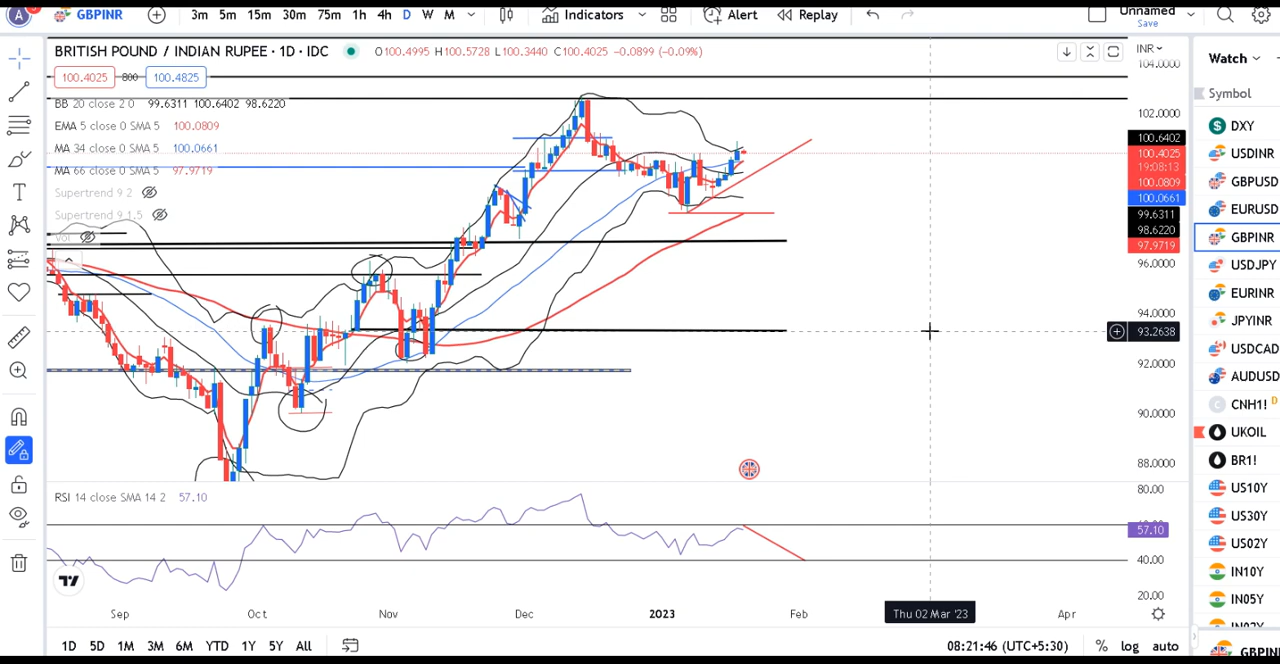 A GBPINR 3m 5m 15m 30m 75m 1h 4h D W M Indicators Alert Replay Unnamed
Save
BRITISH POUND / INDIAN RUPEE · 1D · IDC O100.4995 H100.5728 L100.3440 C100.4025 -0.0899 (-0.09%)
INR
Watch
100.4025 800 100.4825
BB 20 close 2 0 99.6311 100.6402 98.6220
EMA 5 close 0 SMA 5 100.0809
MA 34 close 0 SMA 5 100.0661
MA 66 close 0 SMA 5 97.9719
Supertrend 9 2
Supertrend 9 1.5
Vol
104.0000
102.0000
100.6402
100.4025
19:08:13
100.0809
100.0661
99.6311
98.6220
97.9719
96.0000
94.0000
93.2638
92.0000
90.0000
88.0000
Symbol
DXY
USDINR
GBPUSD
EURUSD
GBPINR
USDJPY
EURINR
JPYINR
USDCAD
AUDUSD
CNH1! D
UKOIL
BR1!
US10Y
US30Y
US02Y
IN10Y
IN05Y
IN02Y
GBPINR
RSI 14 close SMA 14 2 57.10
80.00
60.00
57.10
40.00
20.00
Sep Oct Nov Dec 2023 Feb Thu 02 Mar '23 Apr
1D 5D 1M 3M 6M YTD 1Y 5Y All 08:21:46 (UTC+5:30) % log auto